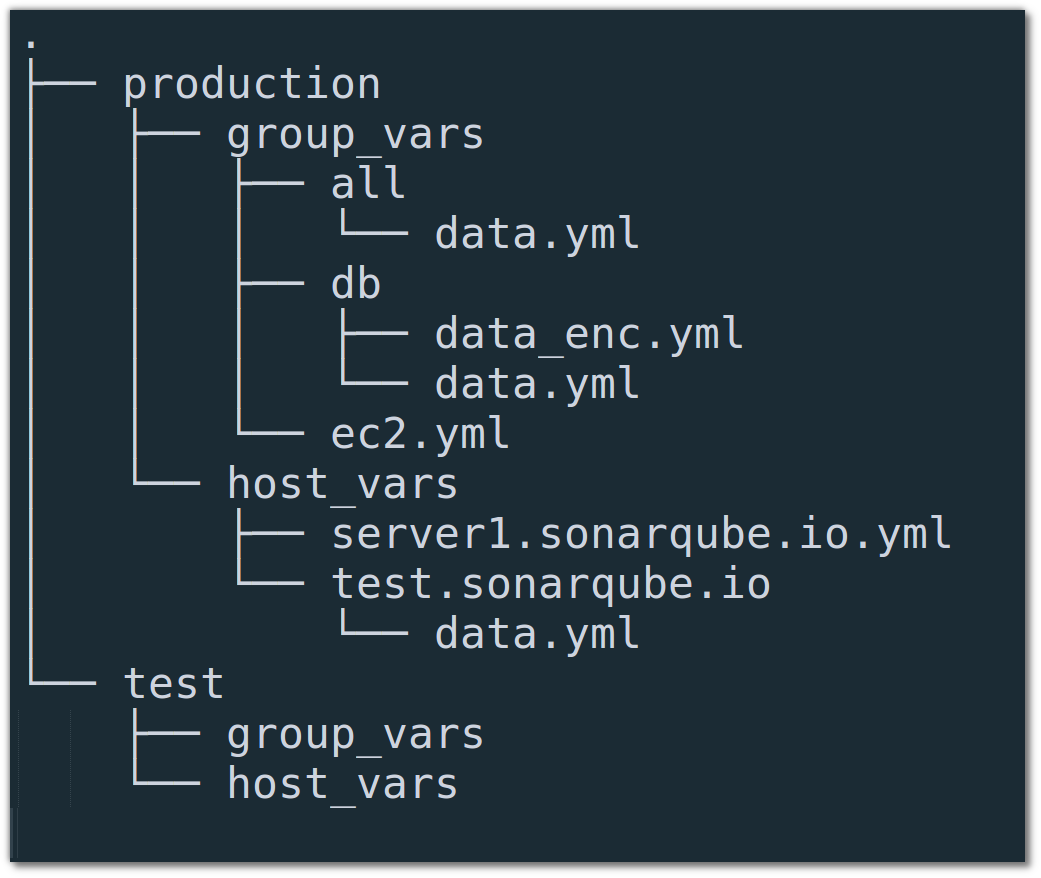 .
├── production
│   ├── group_vars
│   │   ├── all
│   │   │   └── data.yml
│   │   ├── db
│   │   │   ├── data_enc.yml
│   │   │   └── data.yml
│   │   └── ec2.yml
│   └── host_vars
│       ├── server1.sonarqube.io.yml
│       └── test.sonarqube.io
│           └── data.yml
└── test
    ├── group_vars
    └── host_vars